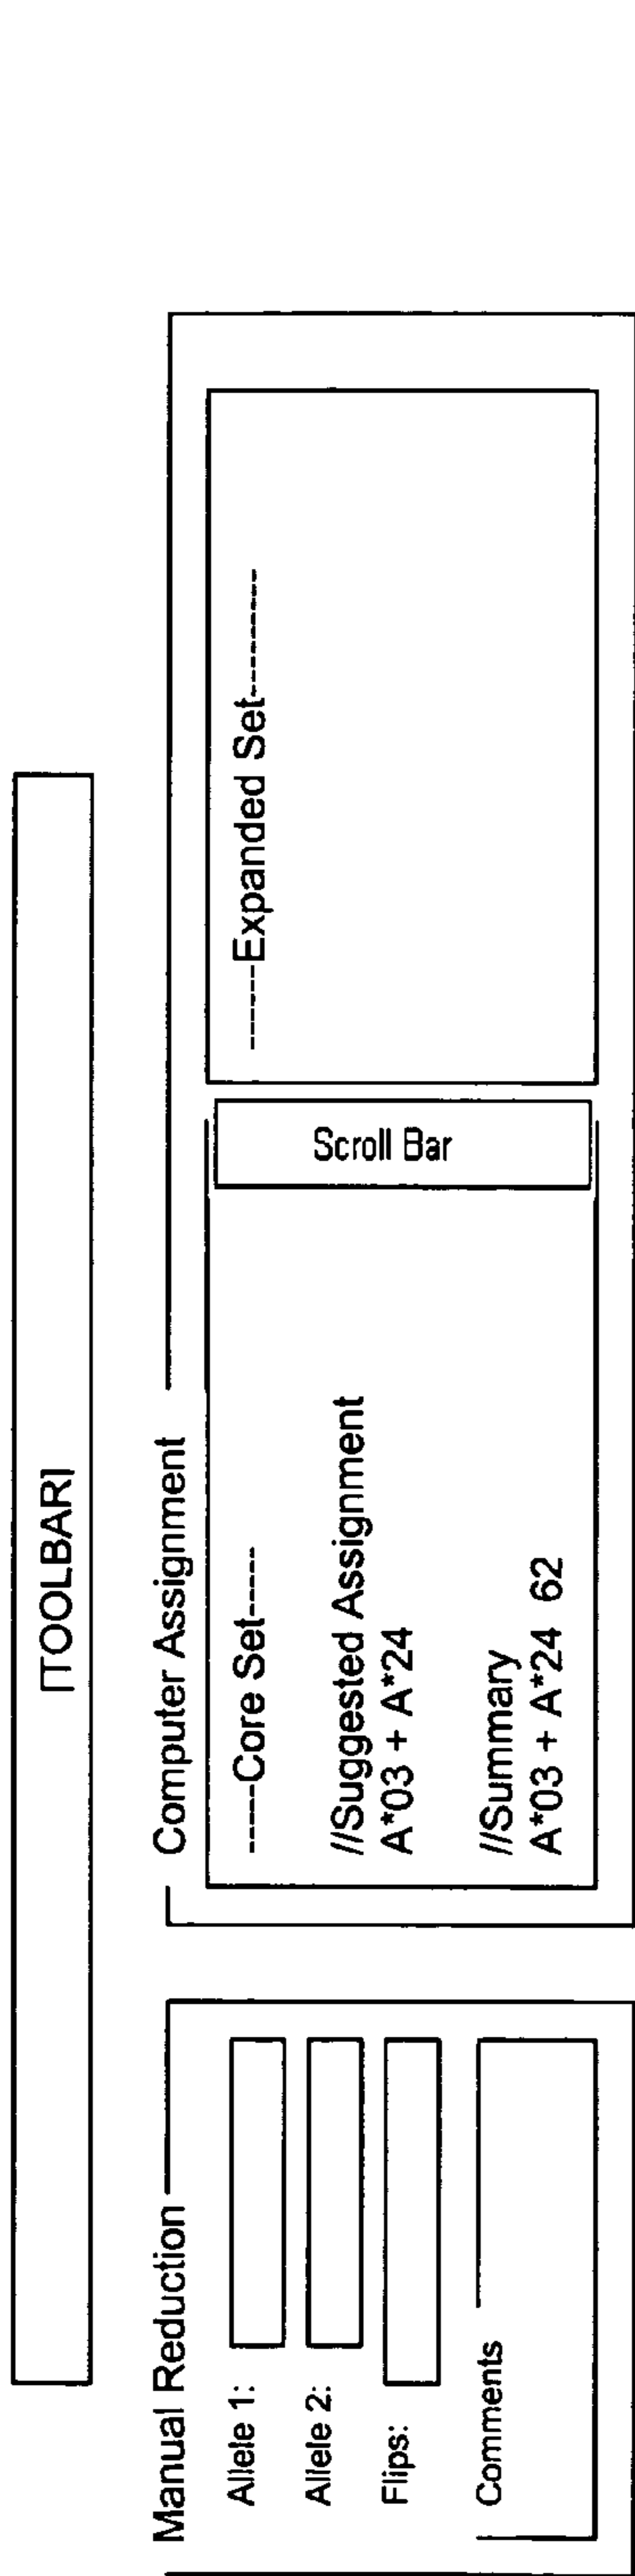 [TOOLBAR]
Manual Reduction
Allele 1:
Allele 2:
Flips:
Comments
Computer Assignment
-----Core Set-----
//Suggested Assignment
A*03 + A*24
//Summary
A*03 + A*24 62
Scroll Bar
------Expanded Set---------